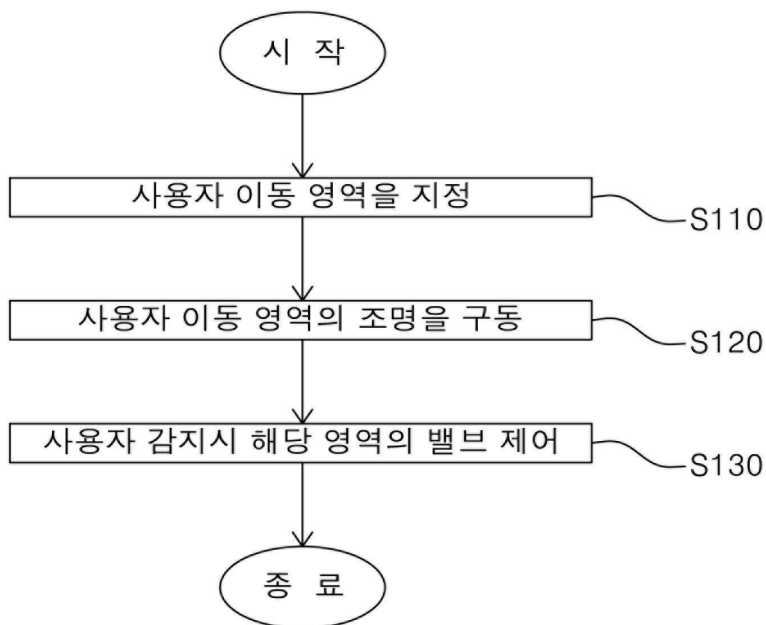 시 작
사용자 이동 영역을 지정
S110
사용자 이동 영역의 조명을 구동
S120
사용자 감지시 해당 영역의 밸브 제어
S130
종 료